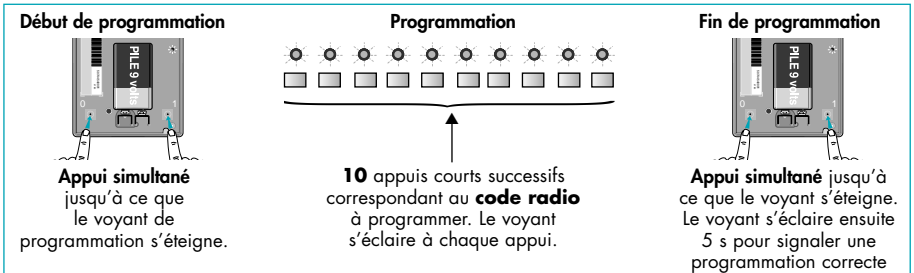 Début de programmation
PILE 9 volts
0
1
Appui simultané
jusqu'à ce que
le voyant de
programmation s'éteigne.
Programmation
10 appuis courts successifs
correspondant au code radio
à programmer. Le voyant
s'éclaire à chaque appui.
Fin de programmation
PILE 9 volts
0
1
Appui simultané jusqu'à
ce que le voyant s'éteigne.
Le voyant s'éclaire ensuite
5 s pour signaler une
programmation correcte